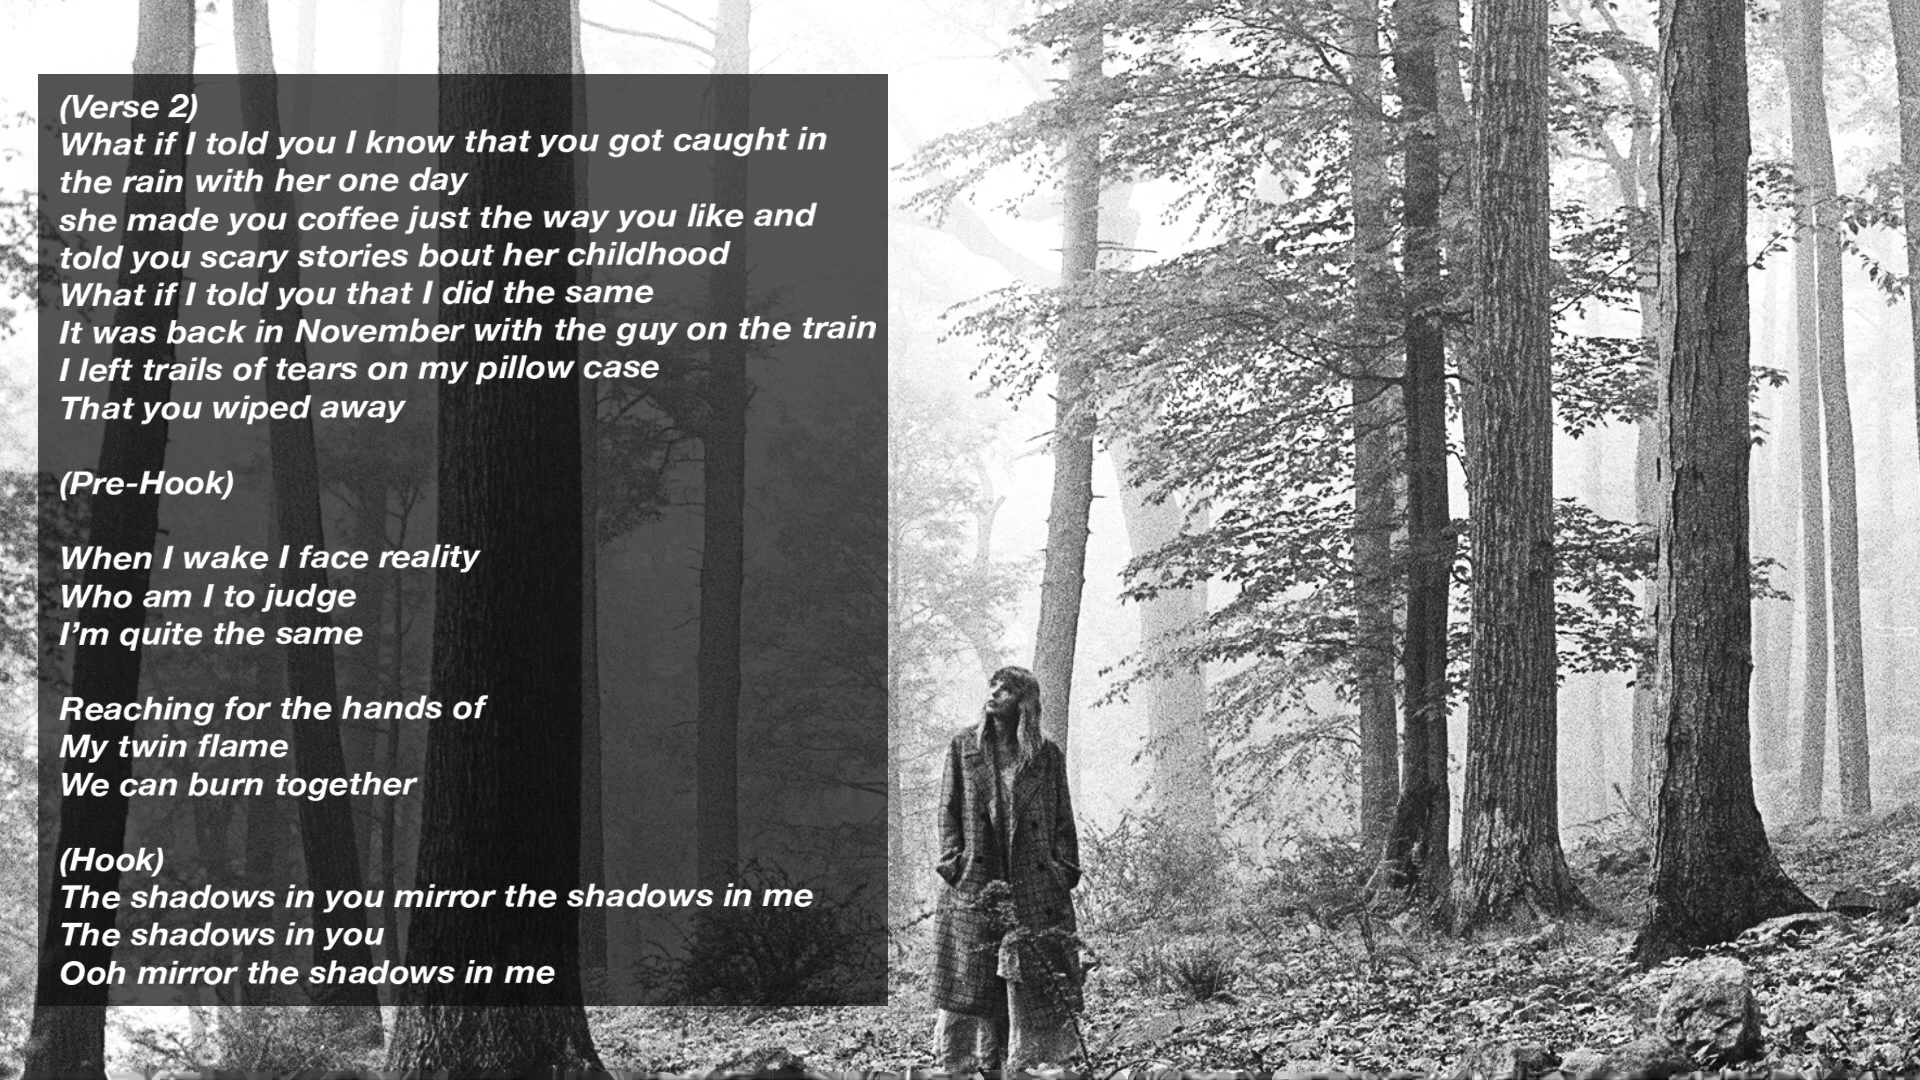 (Verse 2)
What if I told you I know that you got caught in
the rain with her one day
she made you coffee just the way you like and
told you scary stories bout her childhood
What if I told you that I did the same
It was back in November with the guy on the train
I left trails of tears on my pillow case
That you wiped away
(Pre-Hook)
When I wake I face reality
Who am I to judge
I’m quite the same
Reaching for the hands of
My twin flame
We can burn together
(Hook)
The shadows in you mirror the shadows in me
The shadows in you
Ooh mirror the shadows in me